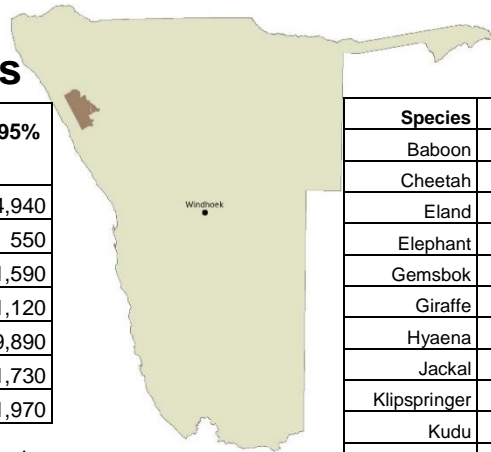 s
95%
4,940
550
1,590
1,120
9,890
1,730
1,970
Windhoek
Species
Baboon
Cheetah
Eland
Elephant
Gemsbok
Giraffe
Hyaena
Jackal
Klipspringer
Kudu